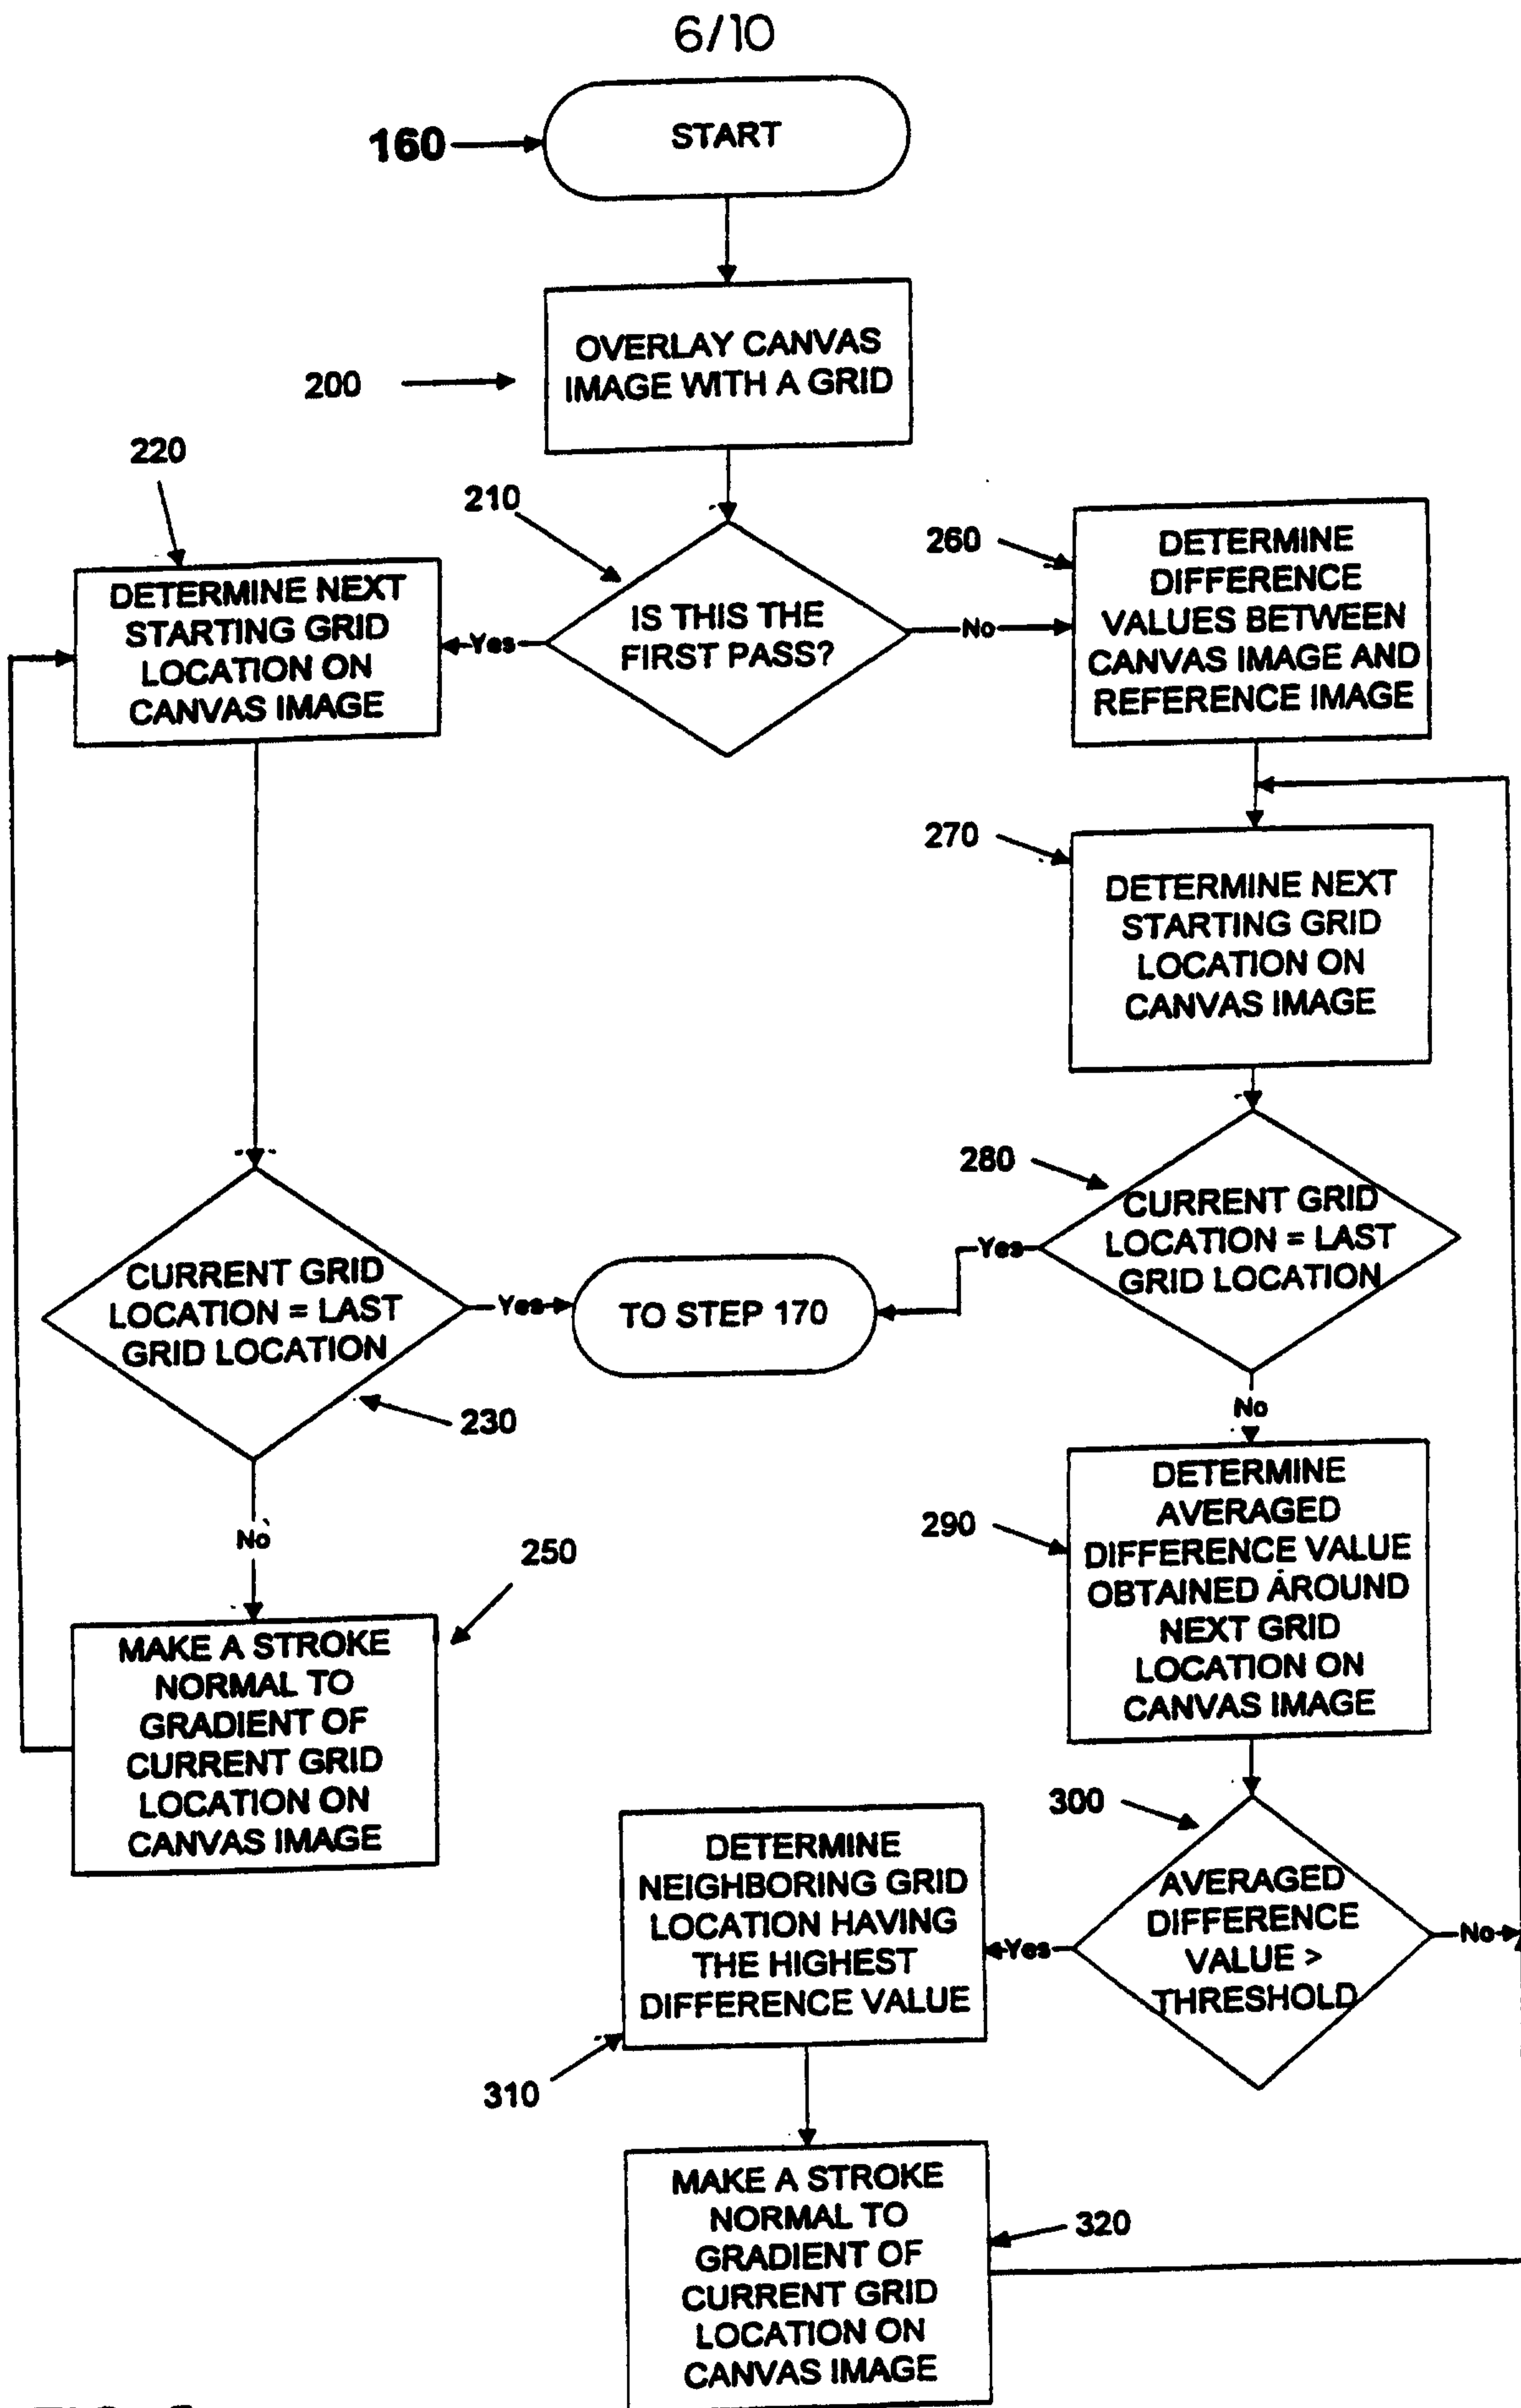 6/10
160
START
200
OVERLAY CANVAS
IMAGE WITH A GRID
220
210
260
DETERMINE NEXT
STARTING GRID
LOCATION ON
CANVAS IMAGE
Yes
IS THIS THE
FIRST PASS?
No
DETERMINE
DIFFERENCE
VALUES BETWEEN
CANVAS IMAGE AND
REFERENCE IMAGE
270
DETERMINE NEXT
STARTING GRID
LOCATION ON
CANVAS IMAGE
280
CURRENT GRID
LOCATION = LAST
GRID LOCATION
Yes
CURRENT GRID
LOCATION = LAST
GRID LOCATION
Yes
TO STEP 170
230
No
No
250
MAKE A STROKE
NORMAL TO
GRADIENT OF
CURRENT GRID
LOCATION ON
CANVAS IMAGE
290
DETERMINE
AVERAGED
DIFFERENCE VALUE
OBTAINED AROUND
NEXT GRID
LOCATION ON
CANVAS IMAGE
300
AVERAGED
DIFFERENCE
VALUE >
THRESHOLD
Yes
No
DETERMINE
NEIGHBORING GRID
LOCATION HAVING
THE HIGHEST
DIFFERENCE VALUE
310
MAKE A STROKE
NORMAL TO
GRADIENT OF
CURRENT GRID
LOCATION ON
CANVAS IMAGE
320